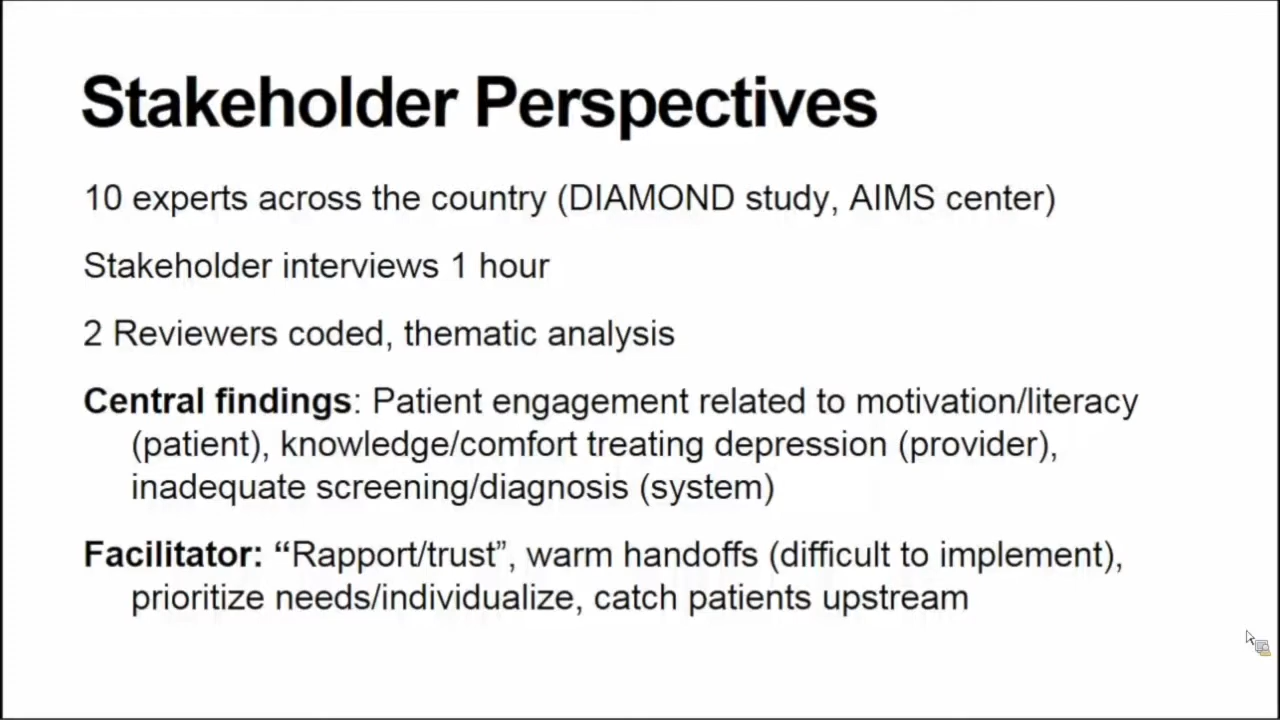 Stakeholder Perspectives
10 experts across the country (DIAMOND study, AIMS center)
Stakeholder interviews 1 hour
2 Reviewers coded, thematic analysis
Central findings: Patient engagement related to motivation/literacy
(patient), knowledge/comfort treating depression (provider),
inadequate screening/diagnosis (system)
Facilitator: “Rapport/trust”, warm handoffs (difficult to implement),
prioritize needs/individualize, catch patients upstream